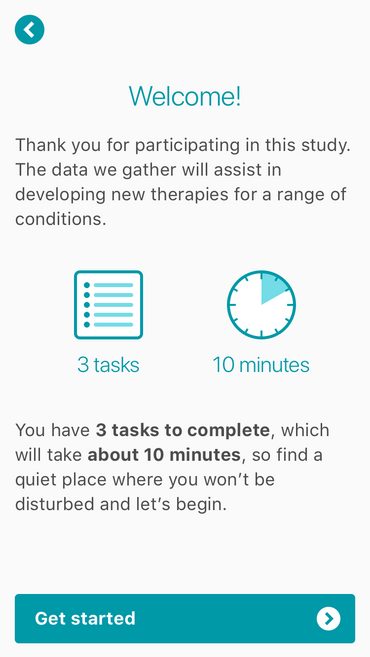 Welcome!
Thank you for participating in this study.
The data we gather will assist in
developing new therapies for a range of
conditions.
3 tasks
10 minutes
You have 3 tasks to complete, which
will take about 10 minutes, so find a
quiet place where you won’t be
disturbed and let’s begin.
Get started